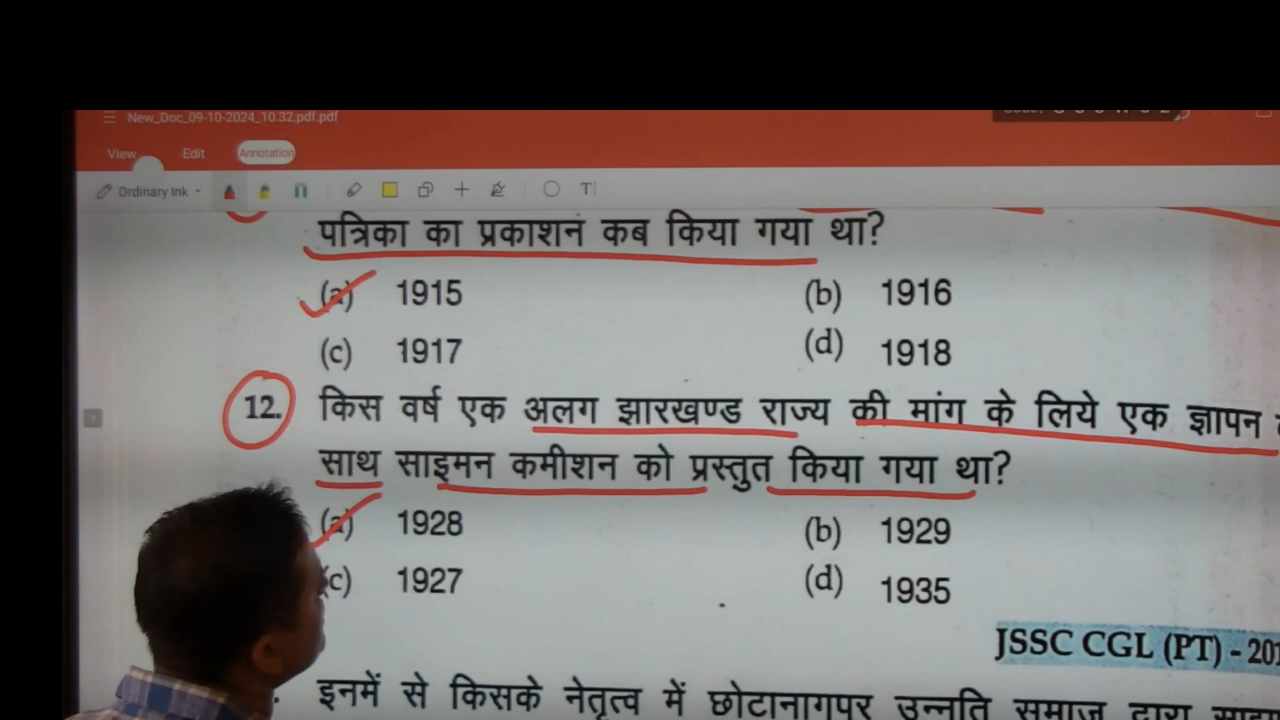 New_Doc_09-10-2024_10.32.pdf.pdf
View Edit Annotation
Ordinary Ink
पत्रिका का प्रकाशन कब किया गया था?
(a) 1915 (b) 1916
(c) 1917 (d) 1918
12. किस वर्ष एक अलग झारखण्ड राज्य की मांग के लिये एक ज्ञापन
साथ साइमन कमीशन को प्रस्तुत किया गया था?
(a) 1928 (b) 1929
(c) 1927 (d) 1935
JSSC CGL (PT) - 201
इनमें से किसके नेतृत्व में छोटानागपुर उन्नति समाज द्वारा